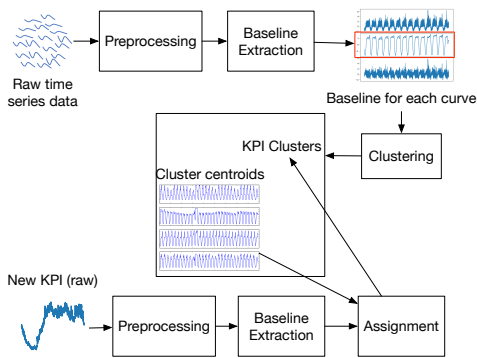 Preprocessing
Baseline
Extraction
Raw time
series data
Baseline for each curve
Clustering
KPI Clusters
Cluster centroids
New KPI (raw)
Preprocessing
Baseline
Extraction
Assignment